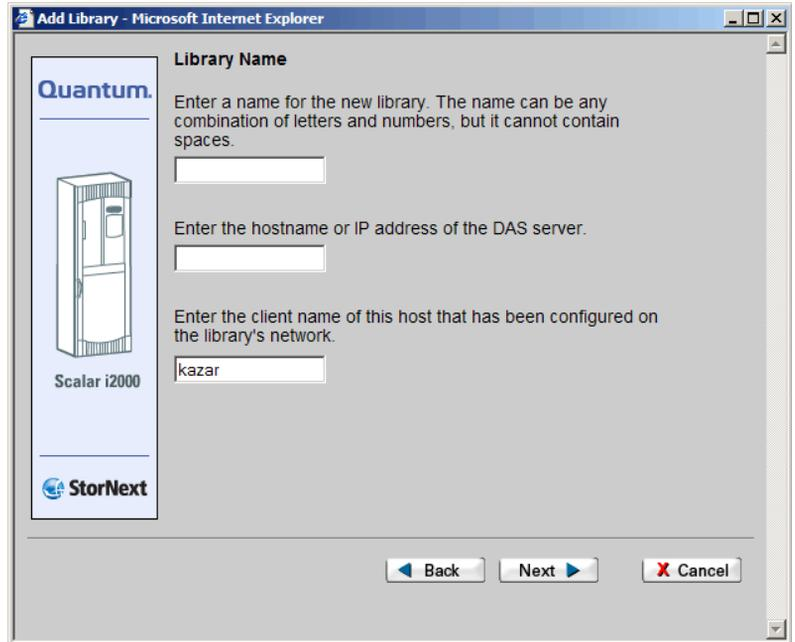 Add Library - Microsoft Internet Explorer
Quantum.
Scalar i2000
StorNext
Library Name
Enter a name for the new library. The name can be any
combination of letters and numbers, but it cannot contain
spaces.
Enter the hostname or IP address of the DAS server.
Enter the client name of this host that has been configured on
the library's network.
kazar
Back Next X Cancel